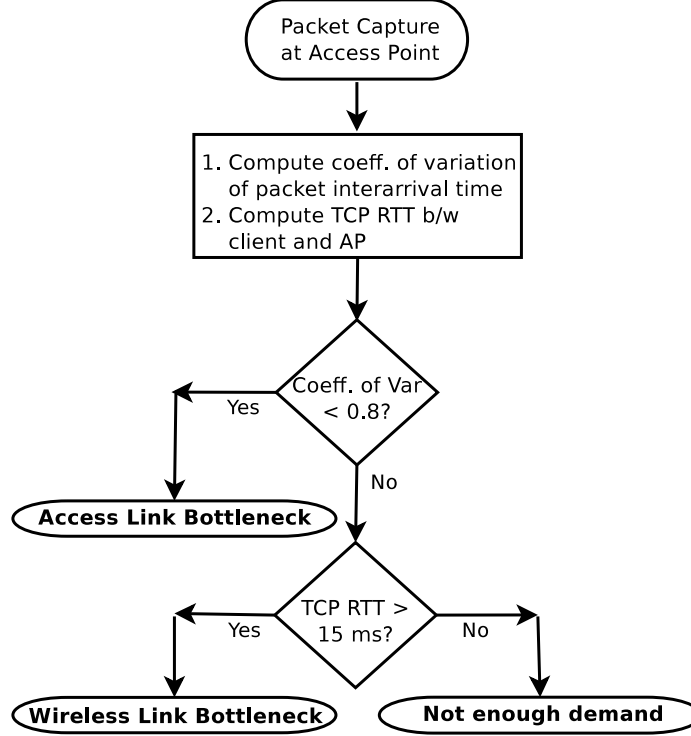 Packet Capture
at Access Point
1. Compute coeff. of variation
of packet interarrival time
2. Compute TCP RTT b/w
client and AP
Coeff. of Var
< 0.8?
Yes
No
Access Link Bottleneck
TCP RTT >
15 ms?
Yes
No
Wireless Link Bottleneck
Not enough demand